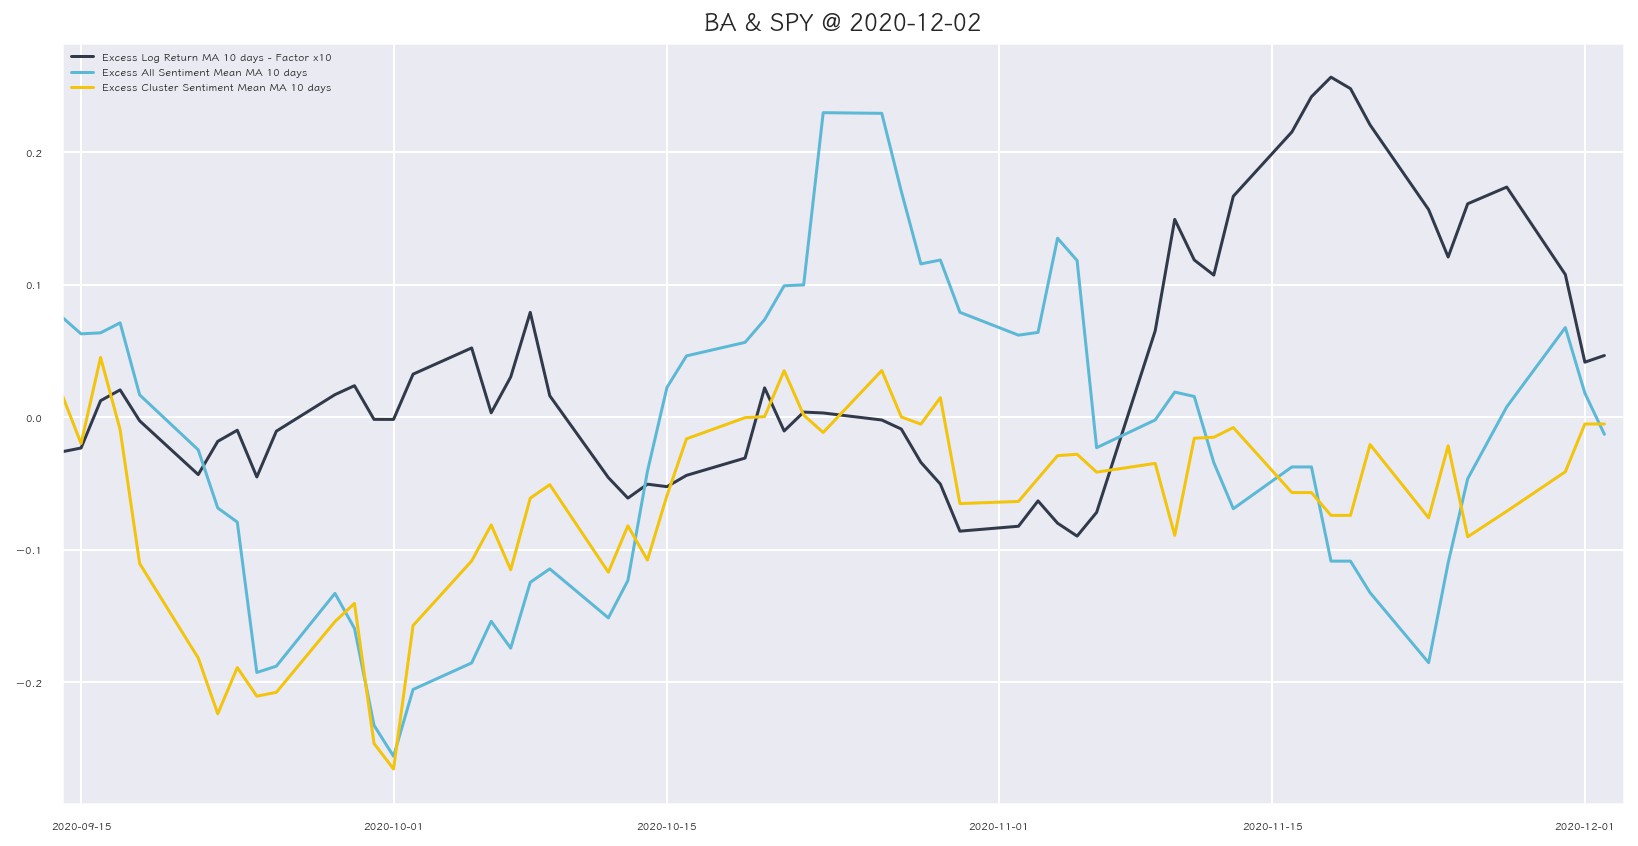 BA & SPY @ 2020-12-02
Excess Log Return MA 10 days - Factor x10
Excess All Sentiment Mean MA 10 days
Excess Cluster Sentiment Mean MA 10 days
0.2
0.1
0.0
−0.1
−0.2
2020-09-15 2020-10-01 2020-10-15 2020-11-01 2020-11-15 2020-12-01